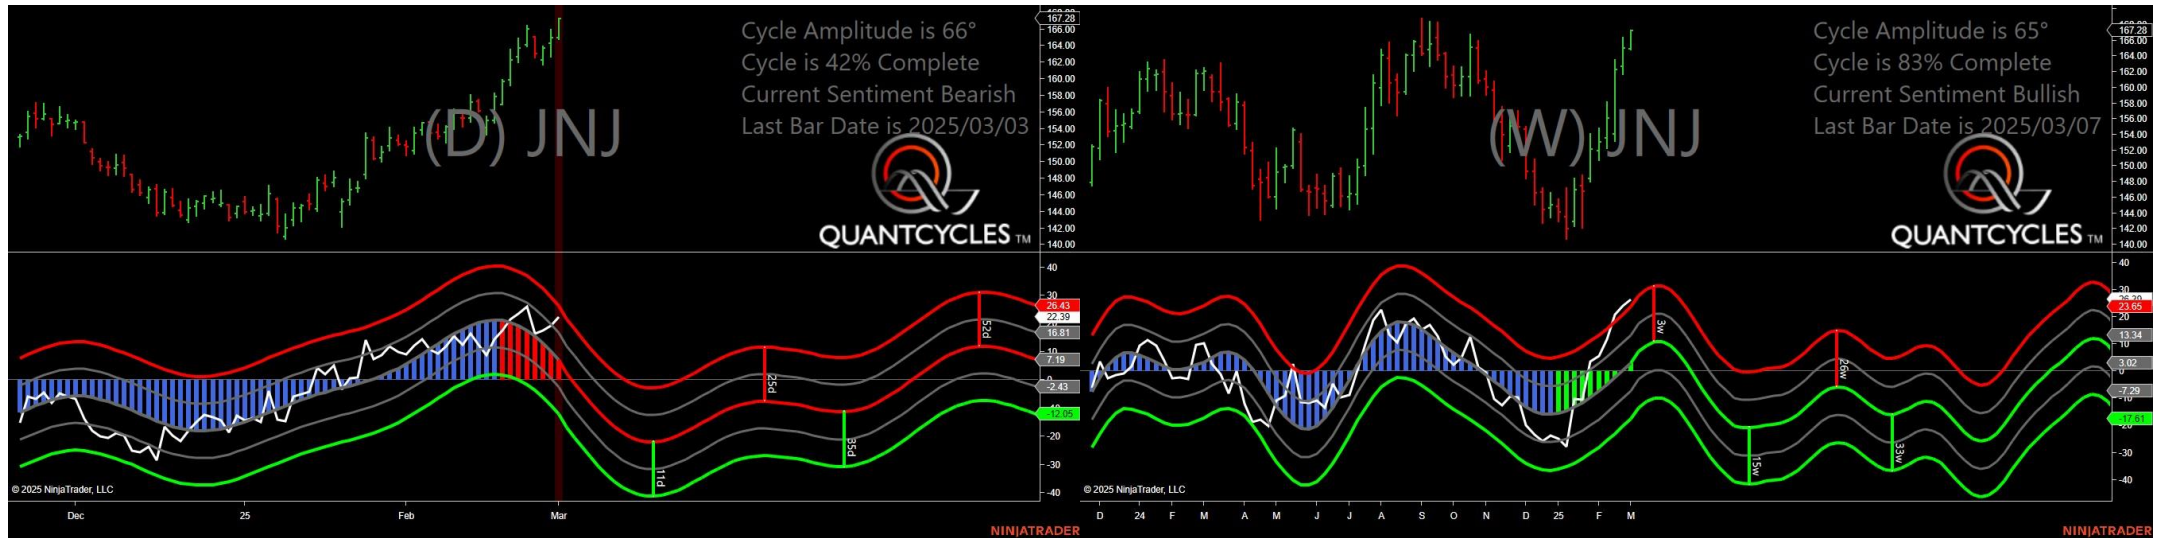 (D) JNJ
Cycle Amplitude is 66°
Cycle is 42% Complete
Current Sentiment Bearish
Last Bar Date is 2025/03/03
QUANTCYCLES TM
167.28
166.00
164.00
162.00
160.00
158.00
156.00
154.00
152.00
150.00
148.00
146.00
144.00
142.00
140.00
40
30
26.43
22.39
16.81
10
7.19
0
-2.43
-12.05
-20
-30
-40
11d
25d
35d
52d
© 2025 NinjaTrader, LLC
Dec 25 Feb Mar
NINJATRADER
(W) JNJ
Cycle Amplitude is 65°
Cycle is 83% Complete
Current Sentiment Bullish
Last Bar Date is 2025/03/07
QUANTCYCLES TM
167.28
166.00
164.00
162.00
160.00
158.00
156.00
154.00
152.00
150.00
148.00
146.00
144.00
142.00
140.00
40
30
23.65
20
13.34
10
3.02
-7.29
-17.61
-30
-40
3w
15w
26w
33w
© 2025 NinjaTrader, LLC
D 24 F M A M J J A S O N D 25 F M
NINJATRADER